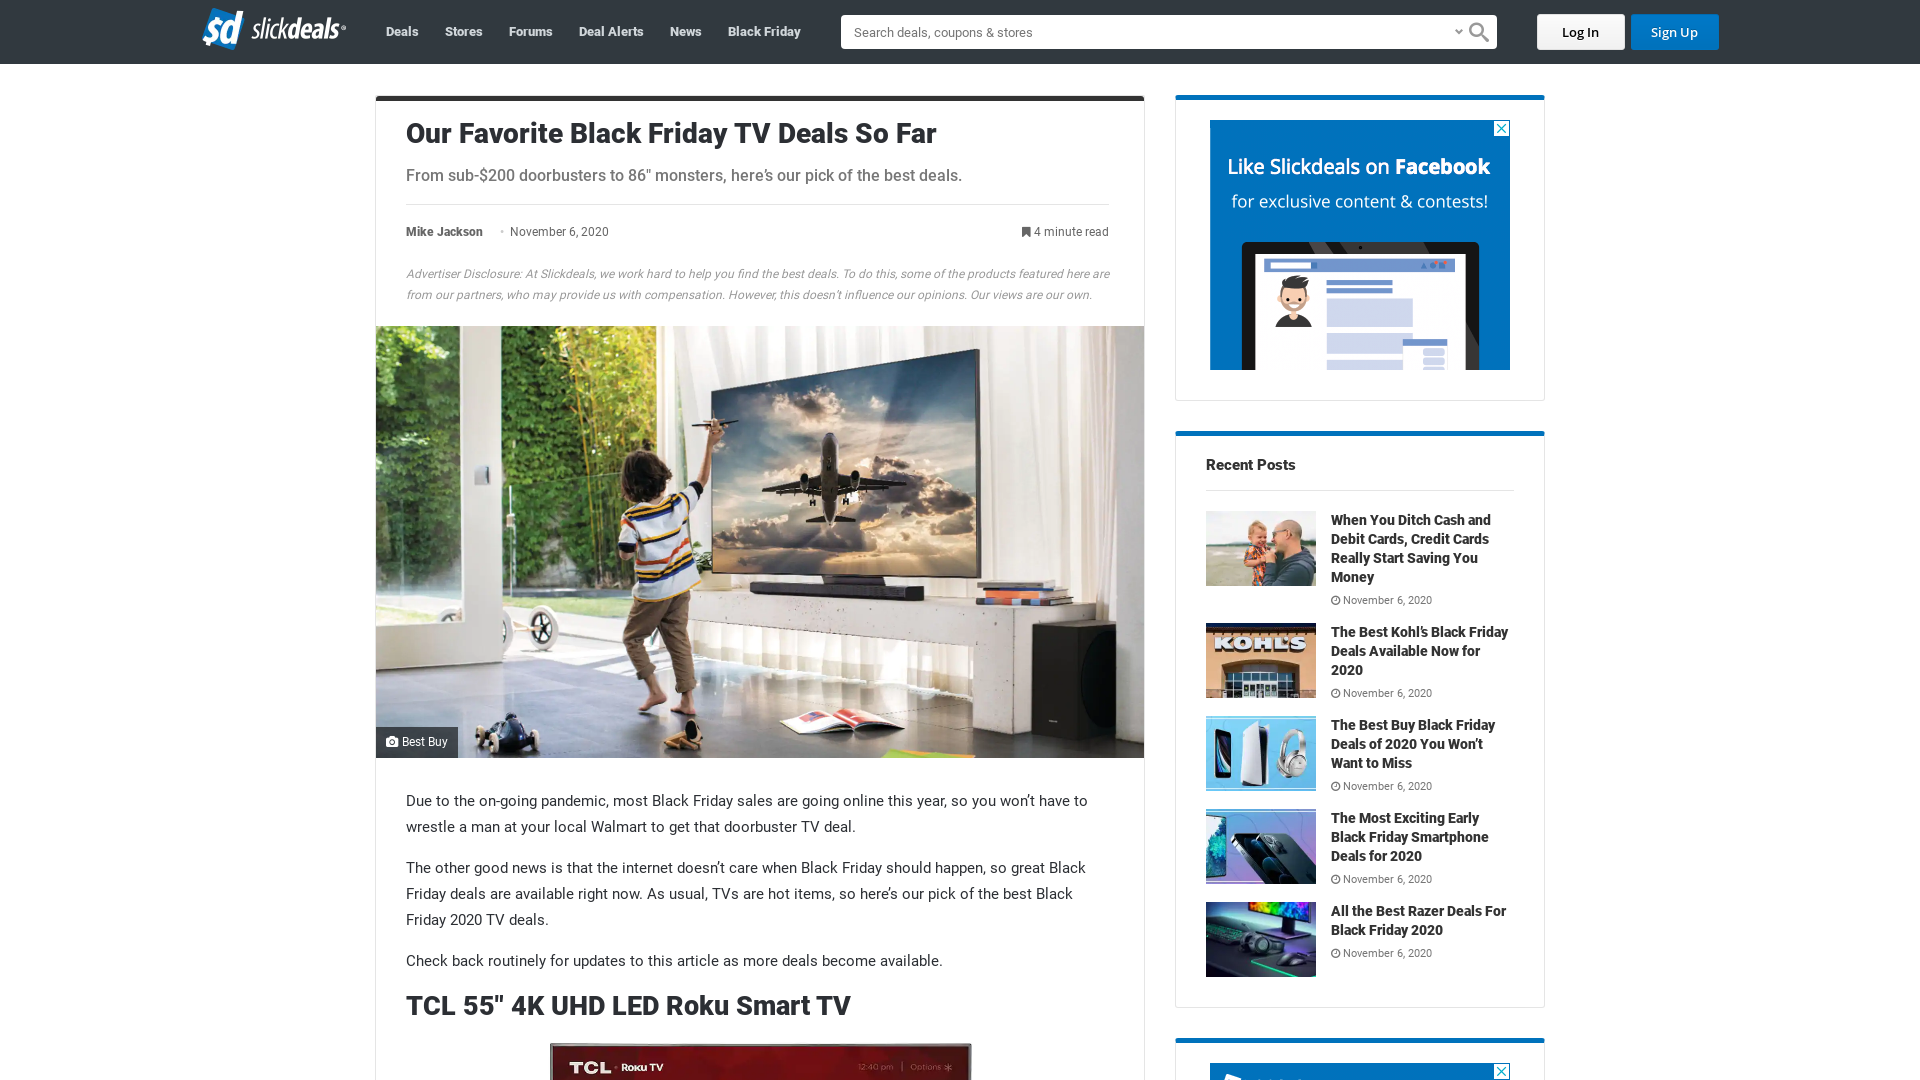 sd slickdeals
Deals
Stores
Forums
Deal Alerts
News
Black Friday
Search deals, coupons & stores
Log In
Sign Up
Our Favorite Black Friday TV Deals So Far
From sub-$200 doorbusters to 86" monsters, here’s our pick of the best deals.
Mike Jackson
November 6, 2020
4 minute read
Advertiser Disclosure: At Slickdeals, we work hard to help you find the best deals. To do this, some of the products featured here are
from our partners, who may provide us with compensation. However, this doesn’t influence our opinions. Our views are our own.
Best Buy
Due to the on-going pandemic, most Black Friday sales are going online this year, so you won’t have to
wrestle a man at your local Walmart to get that doorbuster TV deal.
The other good news is that the internet doesn’t care when Black Friday should happen, so great Black
Friday deals are available right now. As usual, TVs are hot items, so here’s our pick of the best Black
Friday 2020 TV deals.
Check back routinely for updates to this article as more deals become available.
TCL 55" 4K UHD LED Roku Smart TV
TCL Roku TV
12:40 pm | Options
Like Slickdeals on Facebook
for exclusive content & contests!
Recent Posts
When You Ditch Cash and
Debit Cards, Credit Cards
Really Start Saving You
Money
November 6, 2020
KOHL'S
The Best Kohl’s Black Friday
Deals Available Now for
2020
November 6, 2020
The Best Buy Black Friday
Deals of 2020 You Won’t
Want to Miss
November 6, 2020
The Most Exciting Early
Black Friday Smartphone
Deals for 2020
November 6, 2020
All the Best Razer Deals For
Black Friday 2020
November 6, 2020